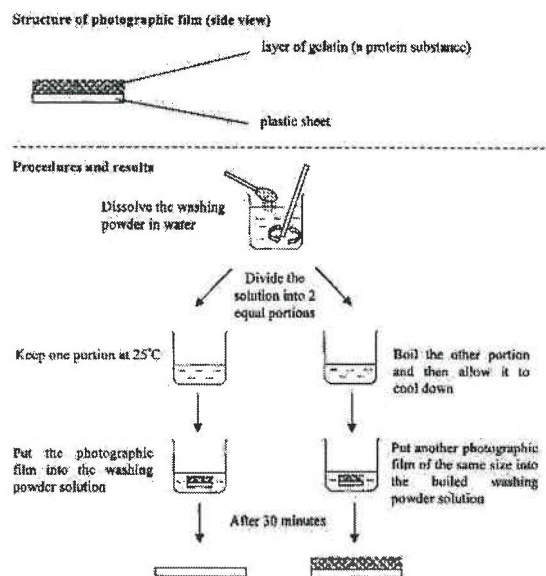 Structure of photographic film (side view)
layer of gelatin (a protein substance)
plastic sheet
Procedures and results
Dissolve the washing
powder in water
Divide the
solution into 2
equal portions
Keep one portion at 25°C
Boil the other portion
and then allow it to
cool down
Put the photographic
film into the washing
powder solution
Put another photographic
film of the same size into
the boiled washing
powder solution
After 30 minutes